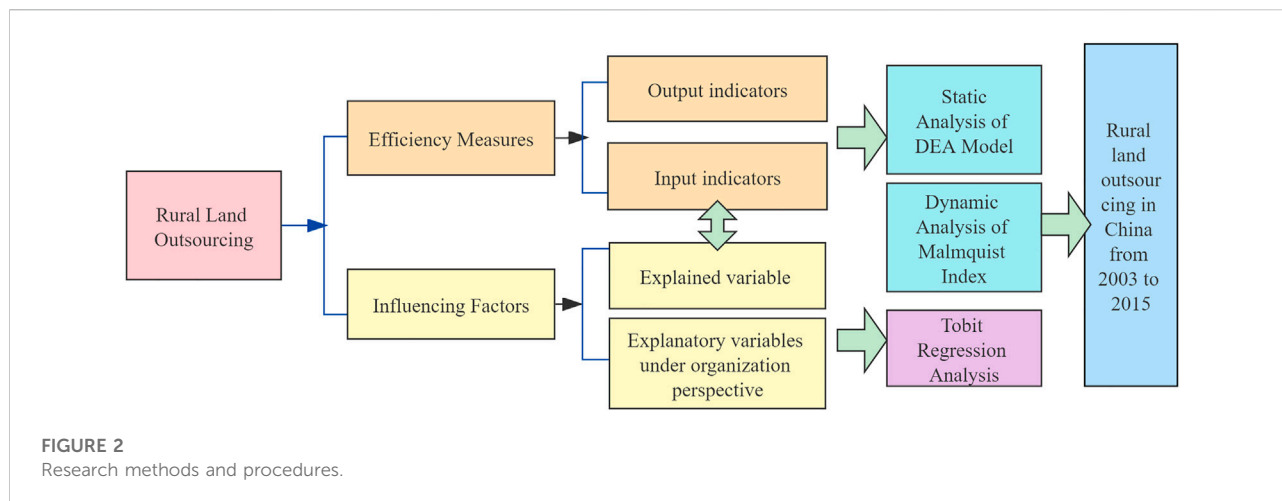 Rural Land
Outsourcing
Efficiency Measures
Influencing Factors
Output indicators
Input indicators
Explained variable
Explanatory variables
under organization
perspective
Static
Analysis of
DEA Model
Dynamic
Analysis of
Malmquist
Index
Tobit
Regression
Analysis
Rural
land
outsour
cing in
China
from
2003 to
2015
FIGURE 2
Research methods and procedures.